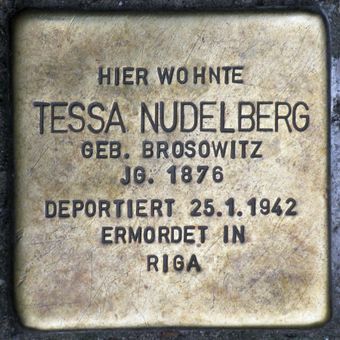 HIER WOHNTE
TESSA NUDELBERG
GEB. BROSOWITZ
JG. 1876
DEPORTIERT 25.1.1942
ERMORDET IN
RIGA